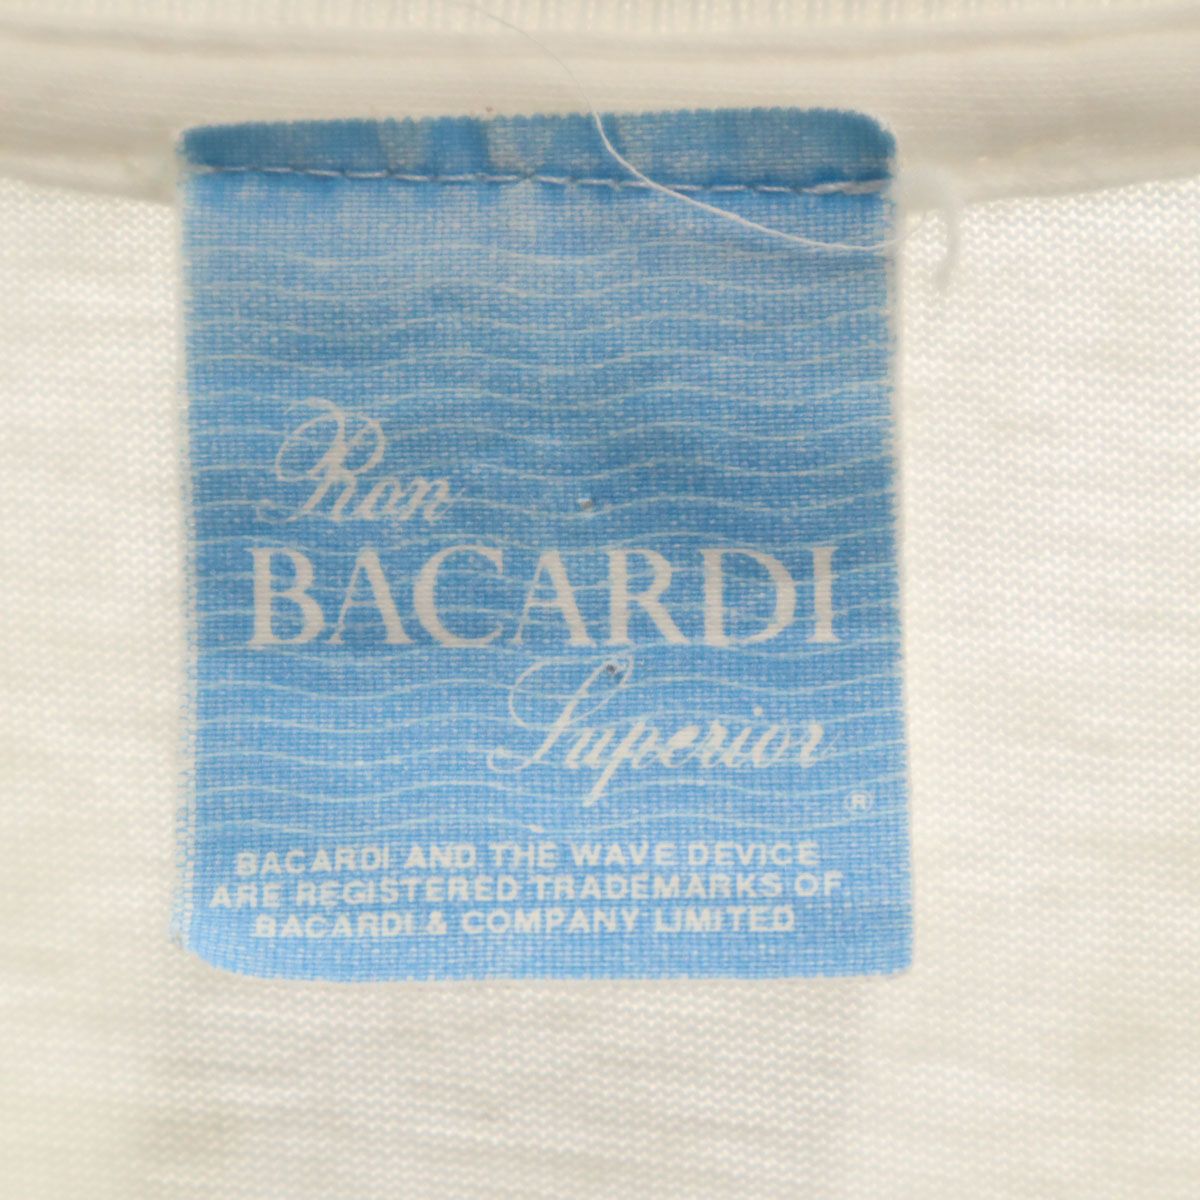 Ron
BACARDI
Superior
®
BACARDI AND THE WAVE DEVICE
ARE REGISTERED TRADEMARKS OF
BACARDI & COMPANY LIMITED